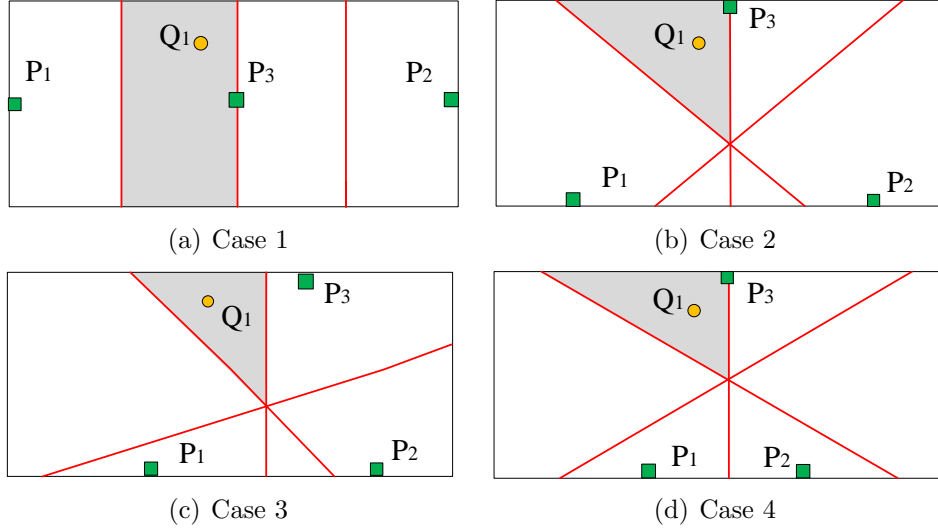 Q1
P1
P3
P2
(a) Case 1
P3
Q1
P1
P2
(b) Case 2
Q1
P3
P1
P2
(c) Case 3
Q1
P3
P1
P2
(d) Case 4